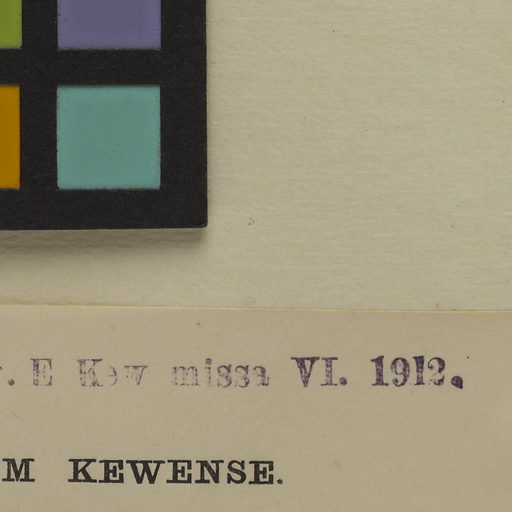 . E Kew missa VI. 1912.
M KEWENSE.